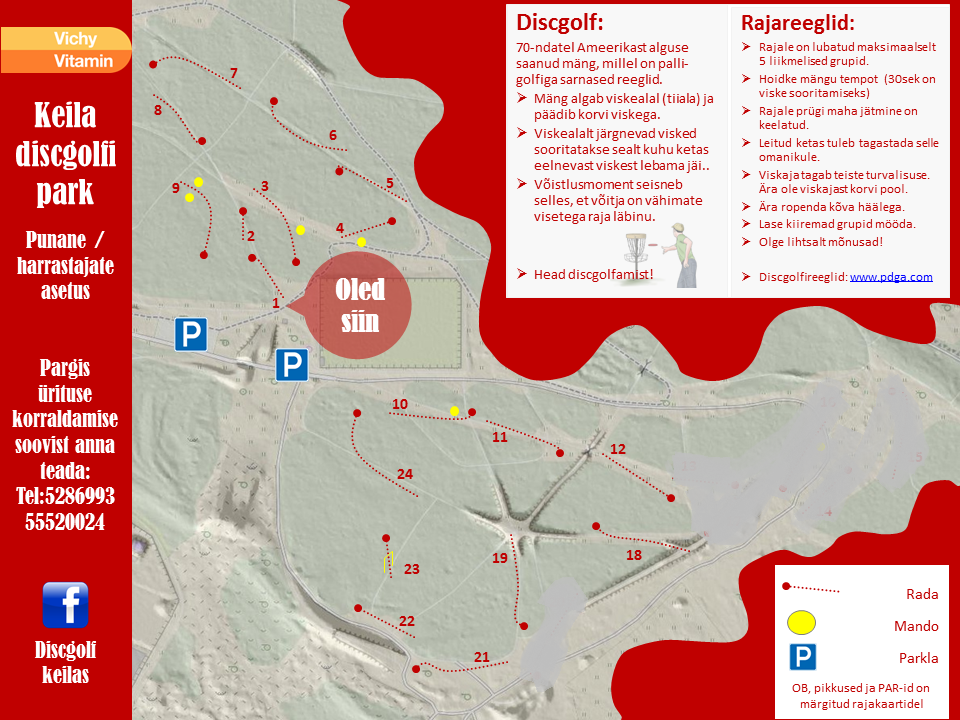 Vichy
Vitamin
Keila
discgolfi
park
Punane /
harrastajate
asetus
Pargis
ürituse
korraldamise
soovist anna
teada:
Tel:5286993
55520024
f
Discgolf
keilas
Discgolf:
70-ndatel Ameerikast alguse
saanud mäng, millel on palli-
golfiga sarnased reeglid.
Mäng algab viskealal (tiiala) ja
päädib korvi viskega.
Viskealalt järgnevad visked
sooritatakse sealt kuhu ketas
eelnevast viskest lebama jäi..
Võistlusmoment seisneb
selles, et võitja on vähimate
visetega raja läbinu.
Head discgolfamist!
Rajareeglid:
Rajale on lubatud maksimaalselt
5 liikmelised grupid.
Hoidke mängu tempot (30sek on
viske sooritamiseks)
Rajale prügi maha jätmine on
keelatud.
Leitud ketas tuleb tagastada selle
omanikule.
Viskaja tagab teiste turvalisuse.
Ära ole viskajast korvi pool.
Ära ropenda kõva häälega.
Lase kiiremad grupid mööda.
Olge lihtsalt mõnusad!
Discgolfireeglid: www.pdga.com
7
8
6
9
3
5
2
4
1
Oled
siin
P
P
10
11
12
24
19
18
23
22
21
Rada
Mando
P Parkla
OB, pikkused ja PAR-id on
märgitud rajakaartidel